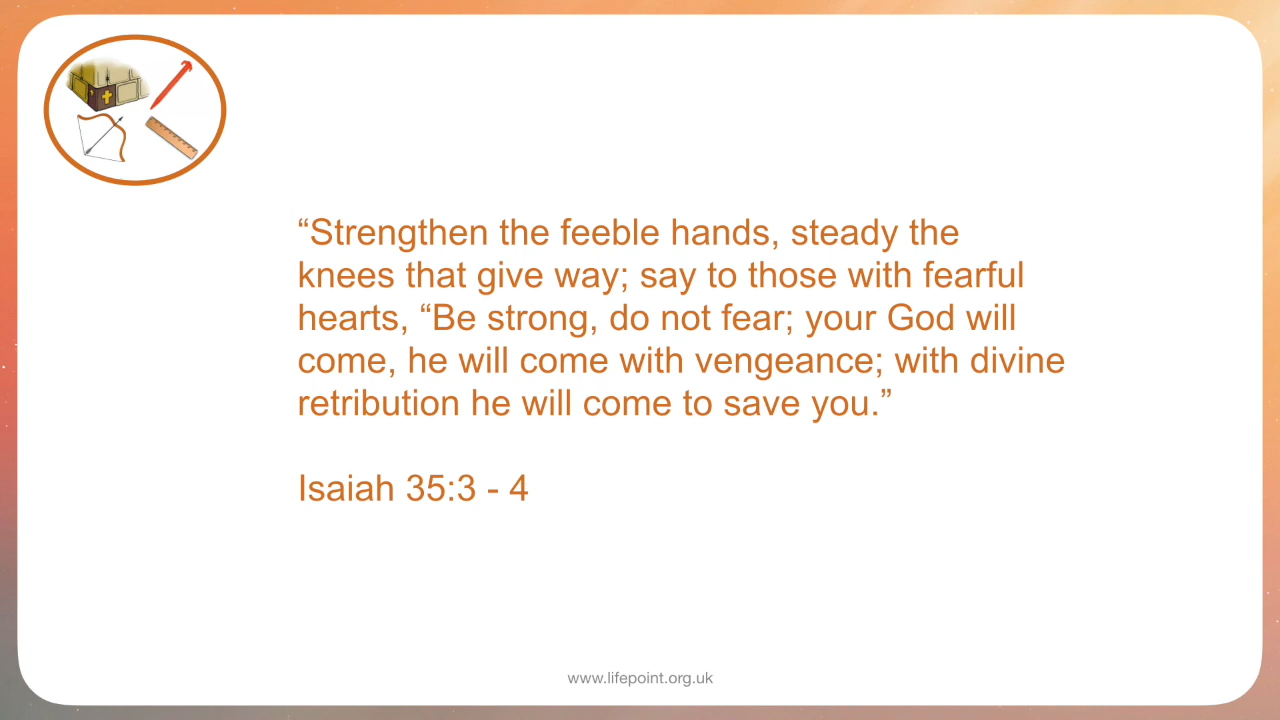 “Strengthen the feeble hands, steady the
knees that give way; say to those with fearful
hearts, “Be strong, do not fear; your God will
come, he will come with vengeance; with divine
retribution he will come to save you.”
Isaiah 35:3 - 4
www.lifepoint.org.uk